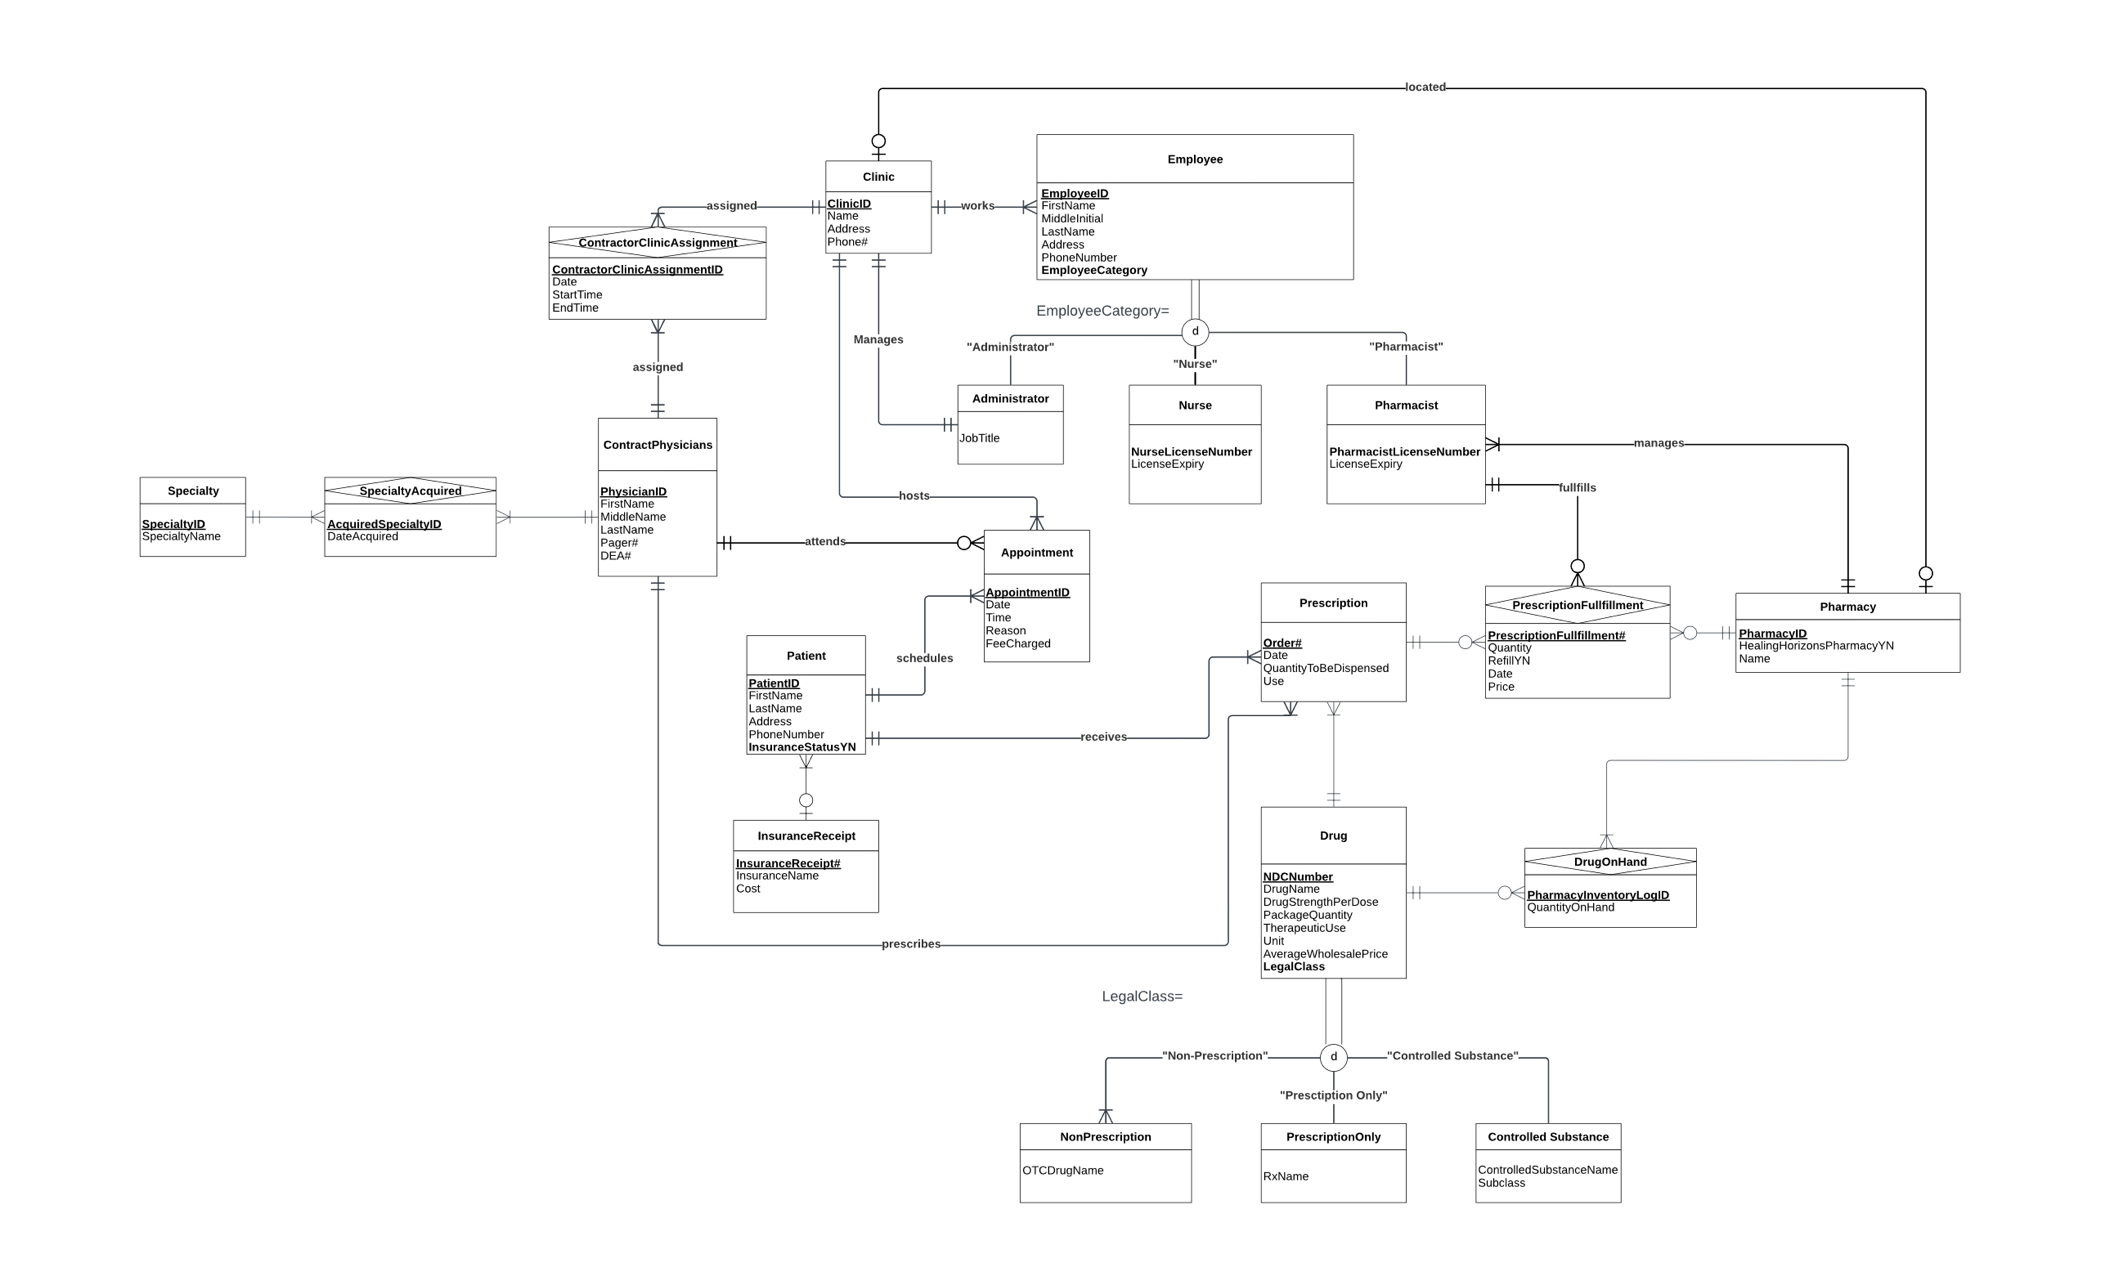 located
Clinic
ClinicID
Name
Address
Phone#
works
Employee
EmployeeID
FirstName
MiddleInitial
LastName
Address
PhoneNumber
EmployeeCategory
assigned
ContractorClinicAssignment
ContractorClinicAssignmentID
Date
StartTime
EndTime
EmployeeCategory=
d
"Administrator"
"Nurse"
"Pharmacist"
Manages
assigned
Administrator
JobTitle
Nurse
NurseLicenseNumber
LicenseExpiry
Pharmacist
PharmacistLicenseNumber
LicenseExpiry
manages
fullfills
ContractPhysicians
PhysicianID
FirstName
MiddleName
LastName
Pager#
DEA#
Specialty
SpecialtyID
SpecialtyName
SpecialtyAcquired
AcquiredSpecialtyID
DateAcquired
hosts
attends
Appointment
AppointmentID
Date
Time
Reason
FeeCharged
schedules
Patient
PatientID
FirstName
LastName
Address
PhoneNumber
InsuranceStatusYN
receives
Prescription
Order#
Date
QuantityToBeDispensed
Use
PrescriptionFullfillment
PrescriptionFullfillment#
Quantity
RefillYN
Date
Price
Pharmacy
PharmacyID
HealingHorizonsPharmacyYN
Name
InsuranceReceipt
InsuranceReceipt#
InsuranceName
Cost
prescribes
Drug
NDCNumber
DrugName
DrugStrengthPerDose
PackageQuantity
TherapeuticUse
Unit
AverageWholesalePrice
LegalClass
DrugOnHand
PharmacyInventoryLogID
QuantityOnHand
LegalClass=
d
"Non-Prescription"
"Controlled Substance"
"Presctiption Only"
NonPrescription
OTCDrugName
PrescriptionOnly
RxName
Controlled Substance
ControlledSubstanceName
Subclass